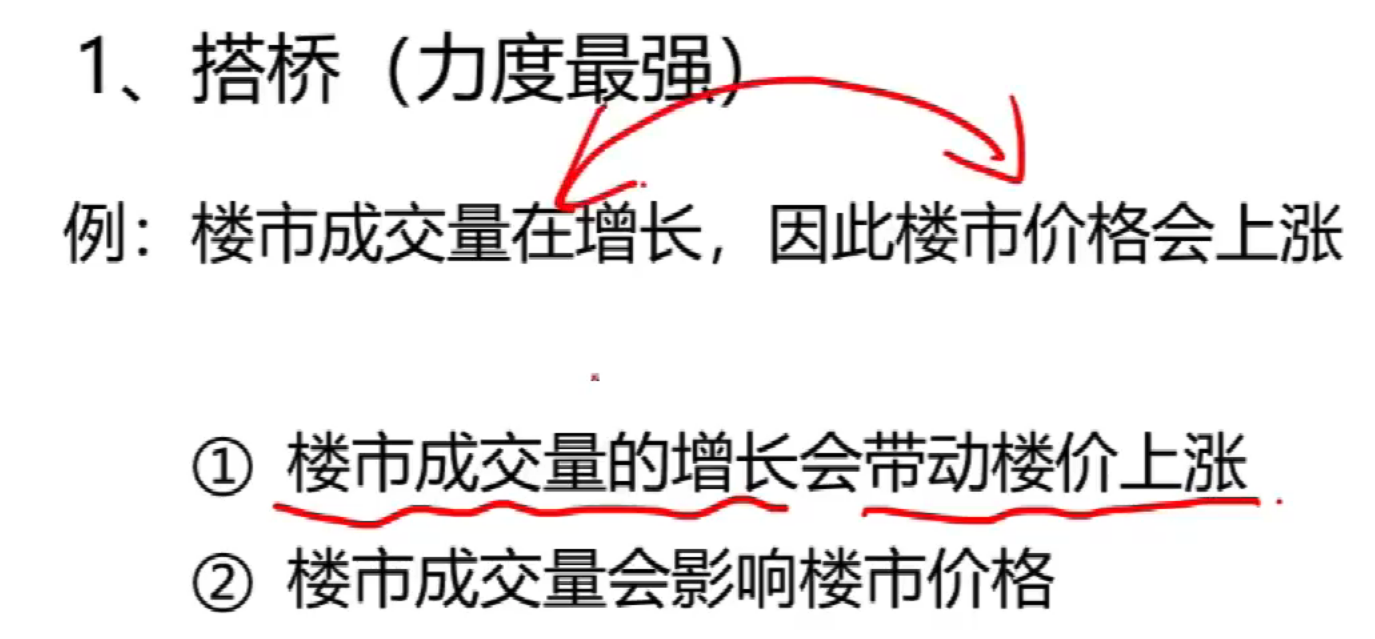 1、搭桥（力度最强）
例：楼市成交量在增长，因此楼市价格会上涨
① 楼市成交量的增长会带动楼价上涨
② 楼市成交量会影响楼市价格